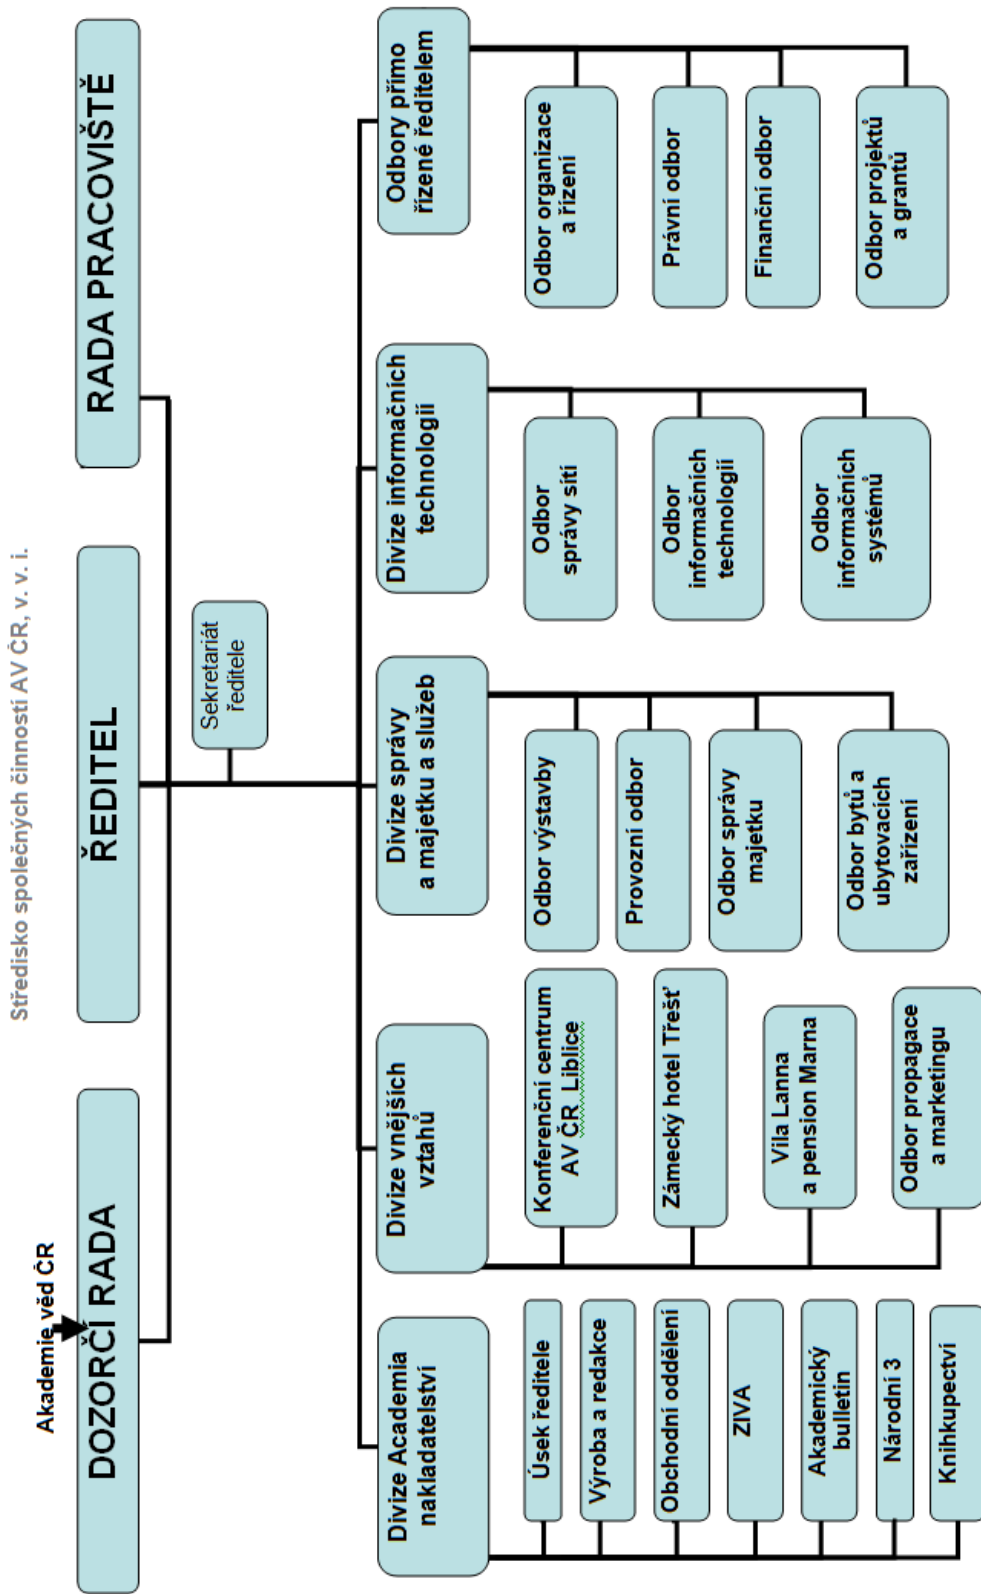 Středisko společných činností AV ČR, v. v. i.
Akademie věd ČR
DOZORČÍ RADA
ŘEDITEL
RADA PRACOVIŠTĚ
Sekretariát
ředitele
Divize Academia
nakladatelství
Úsek ředitele
Výroba a redakce
Obchodní oddělení
ZIVA
Akademický
bulletin
Národní 3
Knihkupectví
Divize vnějších
vztahů
Konferenční centrum
AV ČR Liblice
Zámecký hotel Třešť
Vila Lanna
a pension Marna
Odbor propagace
a marketingu
Divize správy
a majetku a služeb
Odbor výstavby
Provozní odbor
Odbor správy
majetku
Odbor bytů a
ubytovacích
zařízení
Divize informačních
technologií
Odbor
správy sítí
Odbor
informačních
technologií
Odbor
informačních
systémů
Odbory přímo
řízené ředitelem
Odbor organizace
a řízení
Právní odbor
Finanční odbor
Odbor projektů
a grantů